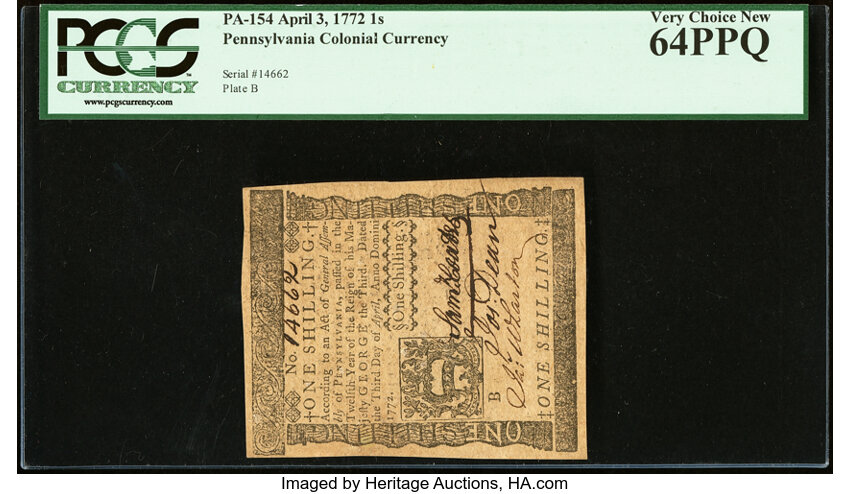 PCGS
CURRENCY
www.pcgscurrency.com
PA-154 April 3, 1772 1s
Pennsylvania Colonial Currency
Serial #14662
Plate B
Very Choice New
64PPQ
No. 14662
‡ONE SHILLING.‡
According to an Act of General Assem-
bly of PENNSYLVANIA, passed in the
Twelfth Year of the Reign of his Ma-
jesty GEORGE the Third. Dated
the Third Day of April, Anno Domini
1772.
§One Shilling.§
B
Jos: Dean
Wharton
‡ONE SHILLING.‡
Imaged by Heritage Auctions, HA.com